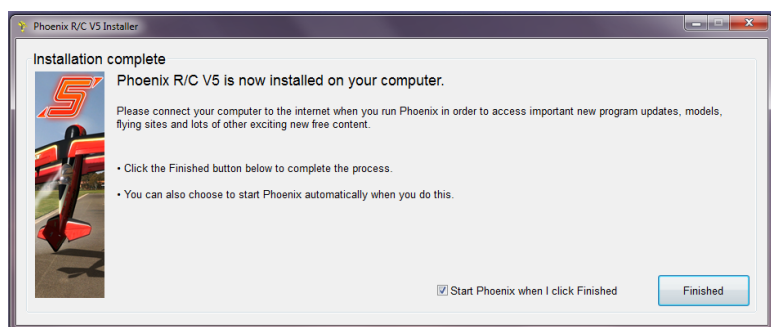 Phoenix R/C V5 Installer
Installation complete
5
Phoenix R/C V5 is now installed on your computer.
Please connect your computer to the internet when you run Phoenix in order to access important new program updates, models,
flying sites and lots of other exciting new free content.
• Click the Finished button below to complete the process.
• You can also choose to start Phoenix automatically when you do this.
Start Phoenix when I click Finished
Finished